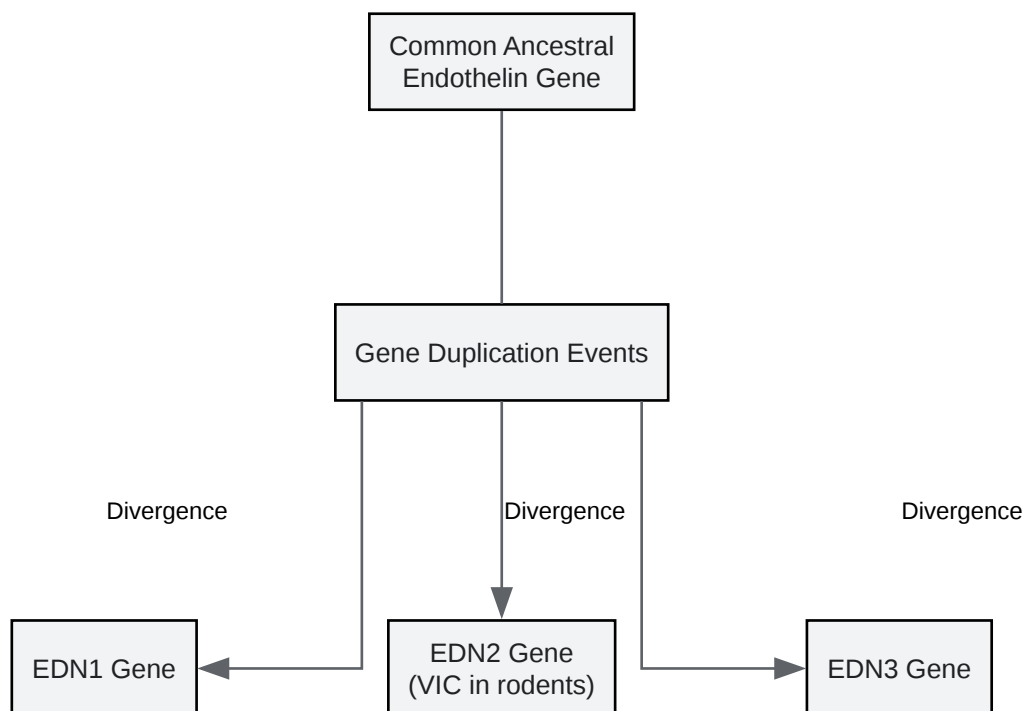 Common Ancestral
Endothelin Gene
Gene Duplication Events
Divergence
Divergence
Divergence
EDN1 Gene
EDN2 Gene
(VIC in rodents)
EDN3 Gene